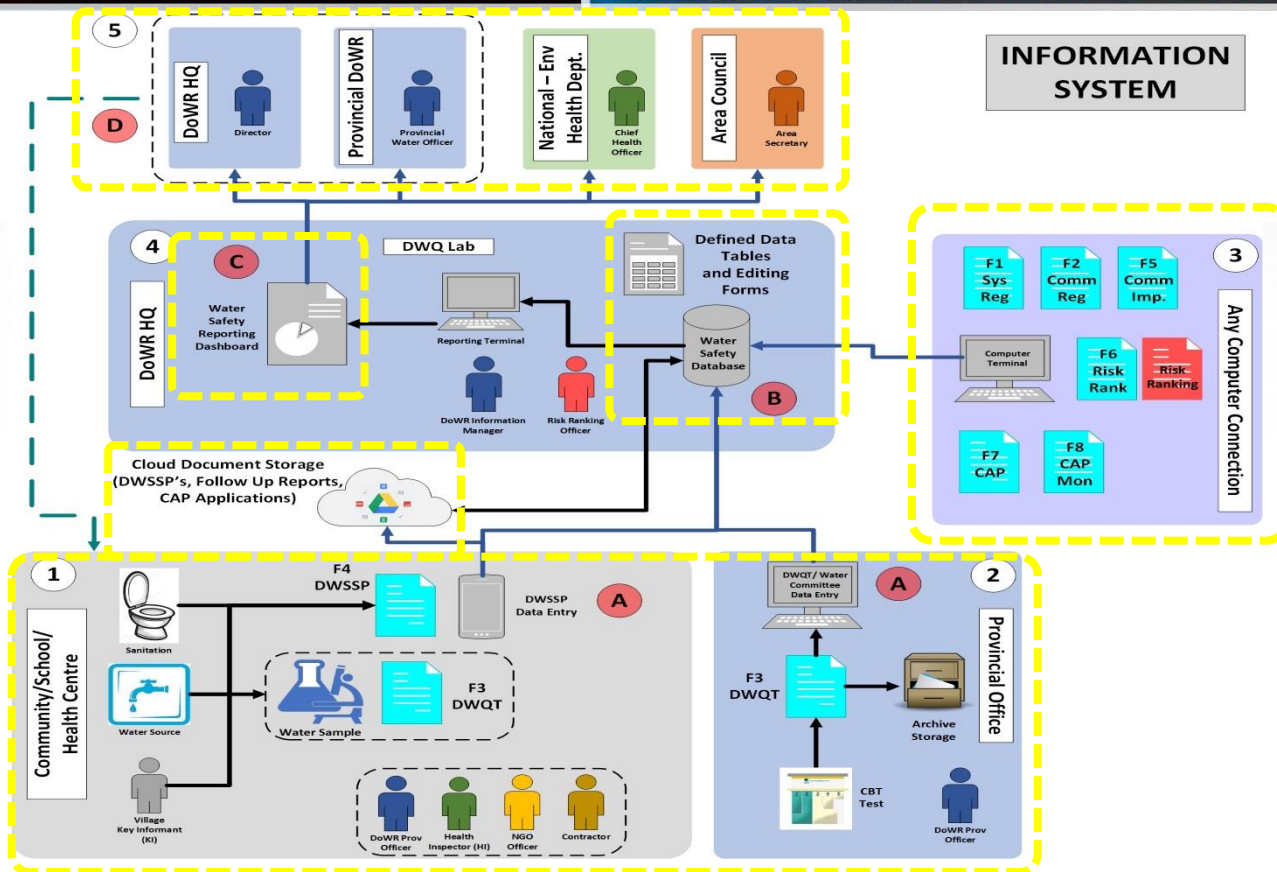 INFORMATION
SYSTEM
5
D
DoWR HQ
Director
Provincial DoWR
Provincial
Water Officer
National – Env
Health Dept.
Chief
Health
Officer
Area Council
Area
Secretary
4
DoWR HQ
C
Water
Safety
Reporting
Dashboard
DWQ Lab
Reporting Terminal
DoWR Information
Manager
Risk Ranking
Officer
Defined Data
Tables
and Editing
Forms
Water
Safety
Database
B
3
Any Computer Connection
F1
Sys
Reg
F2
Comm
Reg
F5
Comm
Imp.
Computer
Terminal
F6
Risk
Rank
Risk
Ranking
F7
CAP
F8
CAP
Mon
Cloud Document Storage
(DWSSP's, Follow Up Reports,
CAP Applications)
1
Community/School/
Health Centre
Sanitation
Water Source
Village
Key Informant
(KI)
F4
DWSSP
DWSSP
Data Entry
A
Water Sample
F3
DWQT
DoWR Prov
Officer
Health
Inspector (HI)
NGO
Officer
Contractor
2
Provincial Office
DWQT/ Water
Committee
Data Entry
A
F3
DWQT
Archive
Storage
CBT
Test
DoWR Prov
Officer